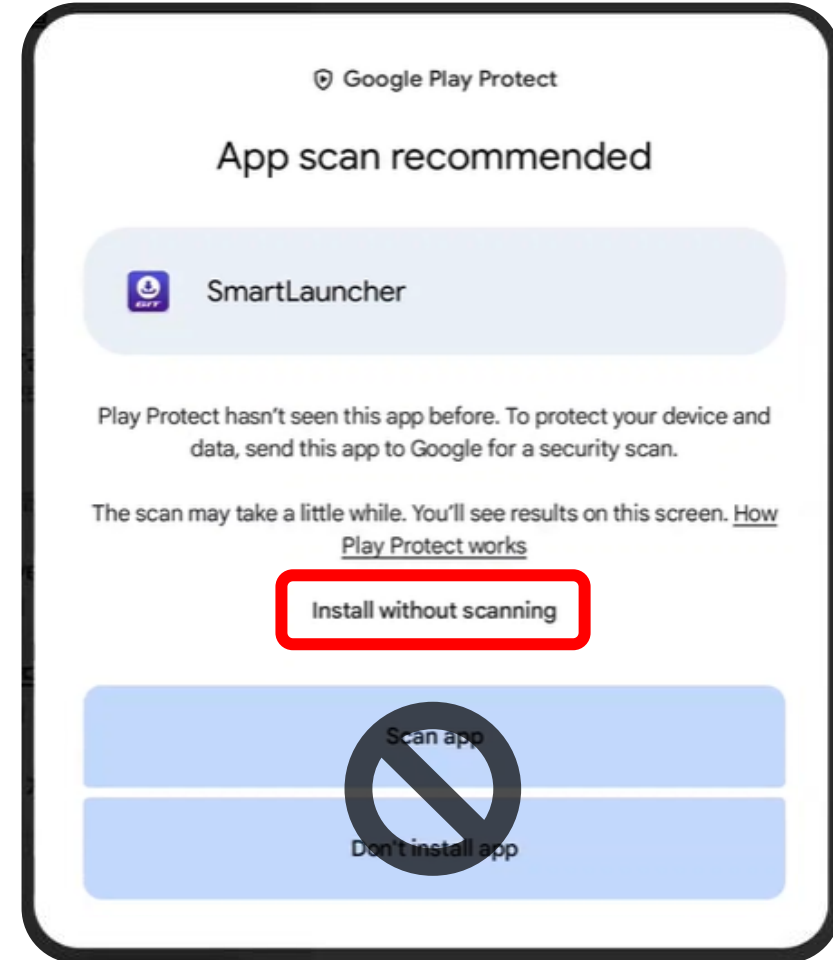 Google Play Protect
App scan recommended
GIT
SmartLauncher
Play Protect hasn't seen this app before. To protect your device and
data, send this app to Google for a security scan.
The scan may take a little while. You'll see results on this screen. How
Play Protect works
Install without scanning
Scan app
Don't install app